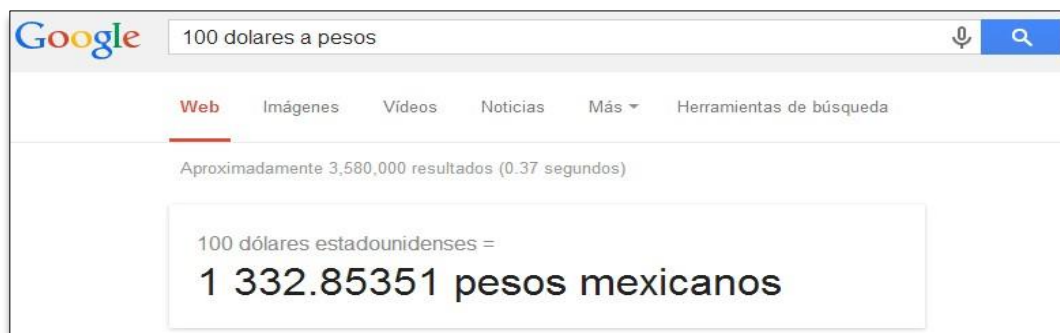 Google 100 dolares a pesos
Web Imágenes Vídeos Noticias Más Herramientas de búsqueda
Aproximadamente 3,580,000 resultados (0.37 segundos)
100 dólares estadounidenses =
1 332.85351 pesos mexicanos